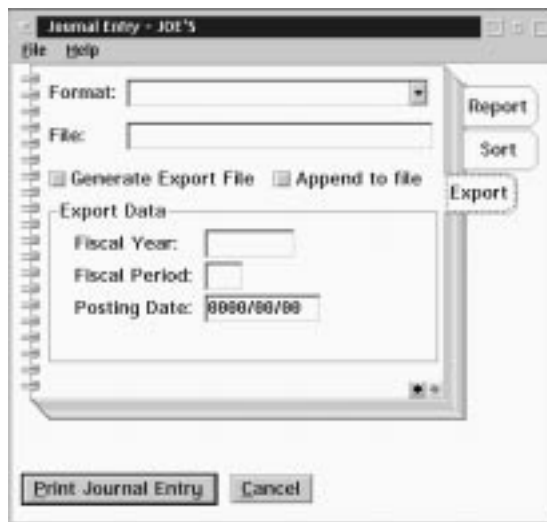 Journal Entry - JOE'S
File Help
Format:
Report
File:
Sort
Generate Export File Append to file
Export
Export Data
Fiscal Year:
Fiscal Period:
Posting Date: 0000/00/00
Print Journal Entry Cancel